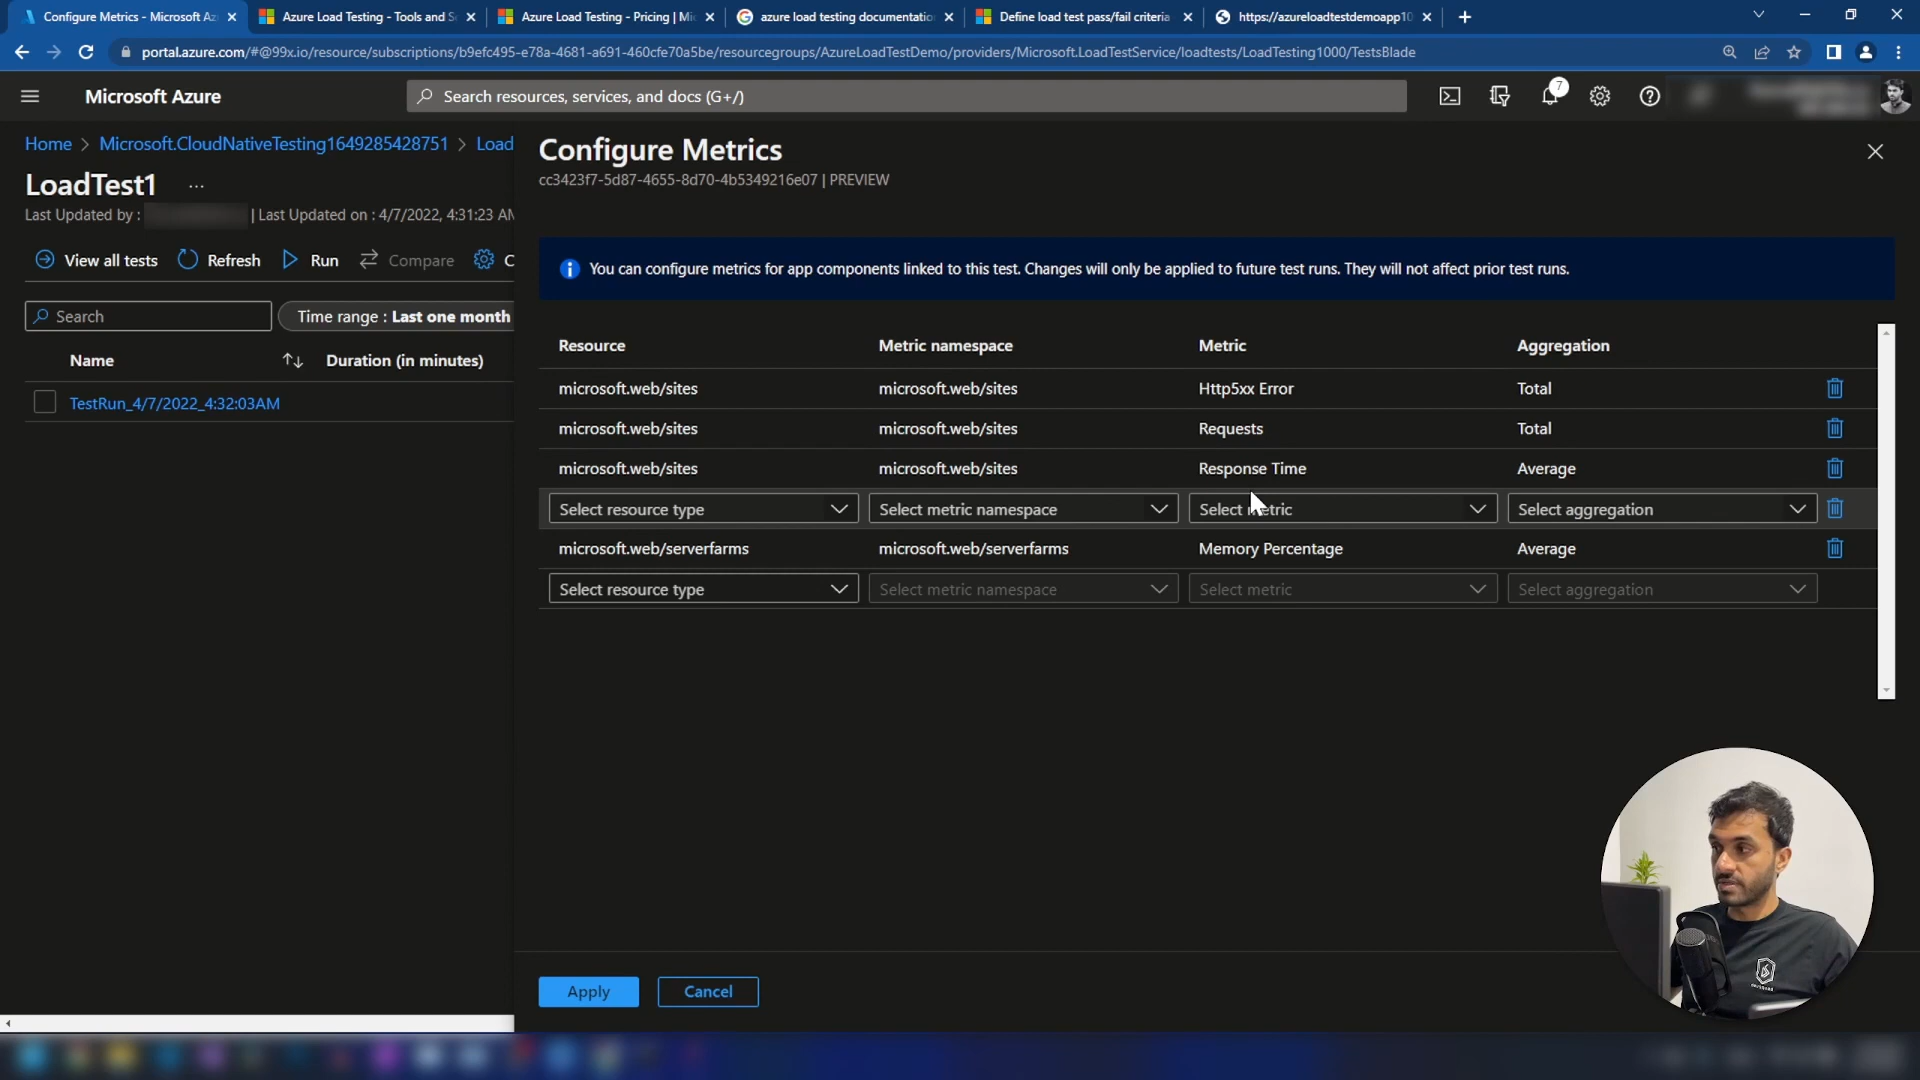 Configure Metrics - Microsoft Az
Azure Load Testing - Tools and S
Azure Load Testing - Pricing | Mi
azure load testing documentatio
Define load test pass/fail criteria
https://azureloadtestdemoapp10
portal.azure.com/#@99x.io/resource/subscriptions/b9efc495-e78a-4681-a691-460cfe70a5be/resourcegroups/AzureLoadTestDemo/providers/Microsoft.LoadTestService/loadtests/LoadTesting1000/TestsBlade
Microsoft Azure
Search resources, services, and docs (G+/)
7
Home > Microsoft.CloudNativeTesting1649285428751 > Load
LoadTest1 ...
Last Updated by : | Last Updated on : 4/7/2022, 4:31:23 AM
View all tests Refresh Run Compare C
Search Time range : Last one month
Name Duration (in minutes)
TestRun_4/7/2022_4:32:03AM
Configure Metrics
cc3423f7-5d87-4655-8d70-4b5349216e07 | PREVIEW
You can configure metrics for app components linked to this test. Changes will only be applied to future test runs. They will not affect prior test runs.
Resource Metric namespace Metric Aggregation
microsoft.web/sites microsoft.web/sites Http5xx Error Total
microsoft.web/sites microsoft.web/sites Requests Total
microsoft.web/sites microsoft.web/sites Response Time Average
Select resource type Select metric namespace Select metric Select aggregation
microsoft.web/serverfarms microsoft.web/serverfarms Memory Percentage Average
Select resource type Select metric namespace Select metric Select aggregation
Apply Cancel